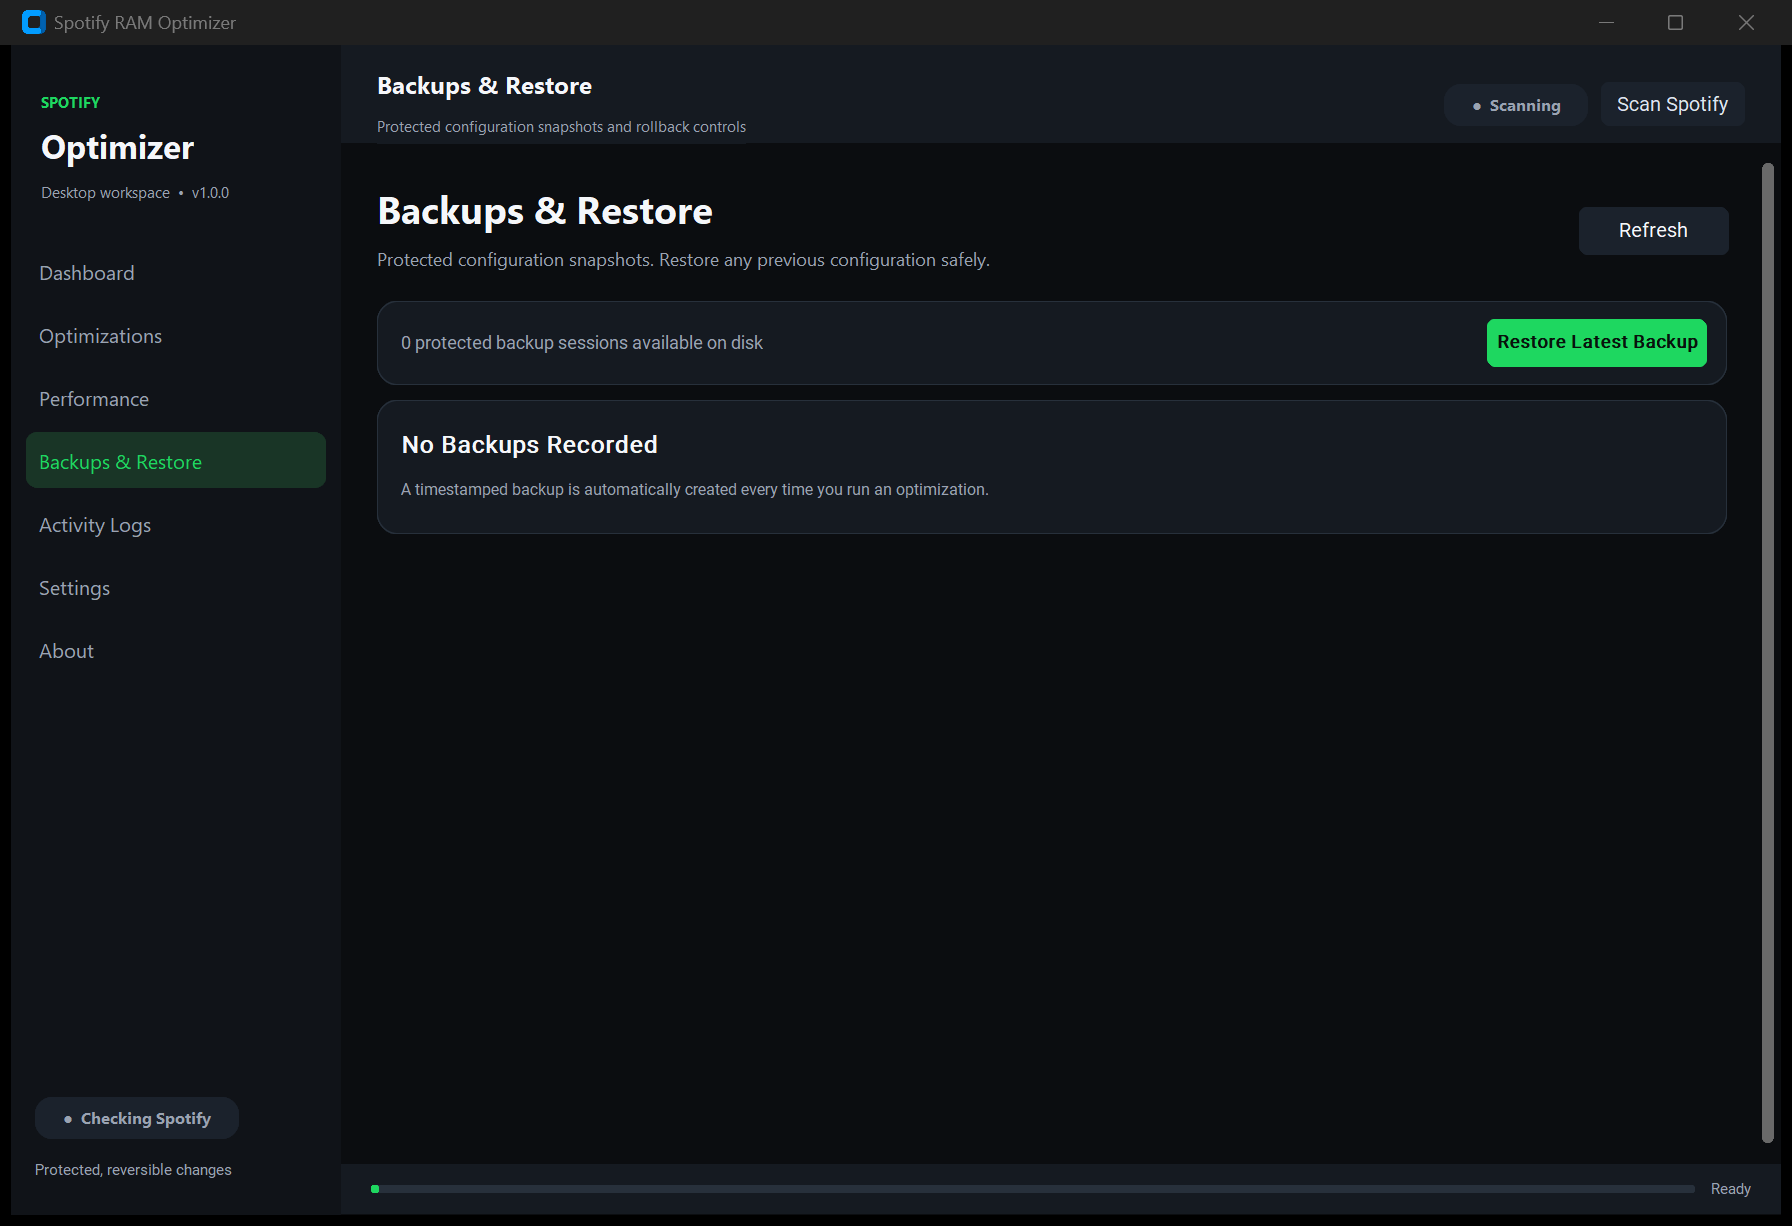 Spotify RAM Optimizer
SPOTIFY
Optimizer
Desktop workspace • v1.0.0
Dashboard
Optimizations
Performance
Backups & Restore
Activity Logs
Settings
About
• Checking Spotify
Protected, reversible changes
Backups & Restore
Protected configuration snapshots and rollback controls
• Scanning
Scan Spotify
Backups & Restore
Protected configuration snapshots. Restore any previous configuration safely.
Refresh
0 protected backup sessions available on disk
Restore Latest Backup
No Backups Recorded
A timestamped backup is automatically created every time you run an optimization.
Ready